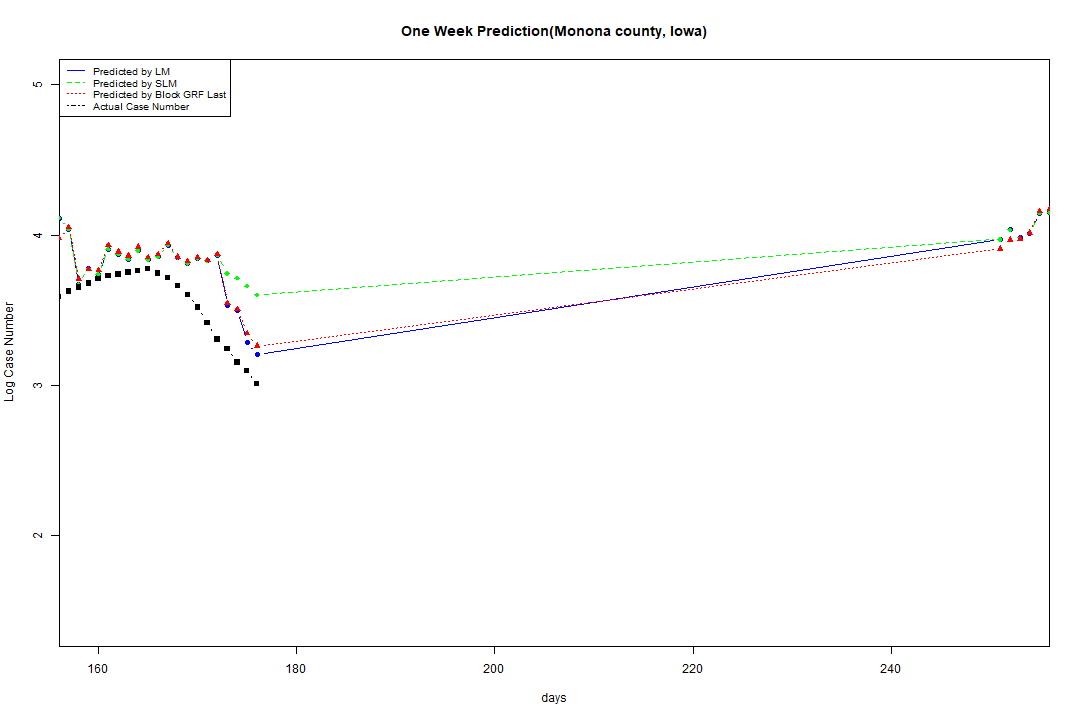 One Week Prediction(Monona county, Iowa)
Predicted by LM
Predicted by SLM
Predicted by Block GRF Last
Actual Case Number
5
4
3
2
Log Case Number
160 180 200 220 240
days